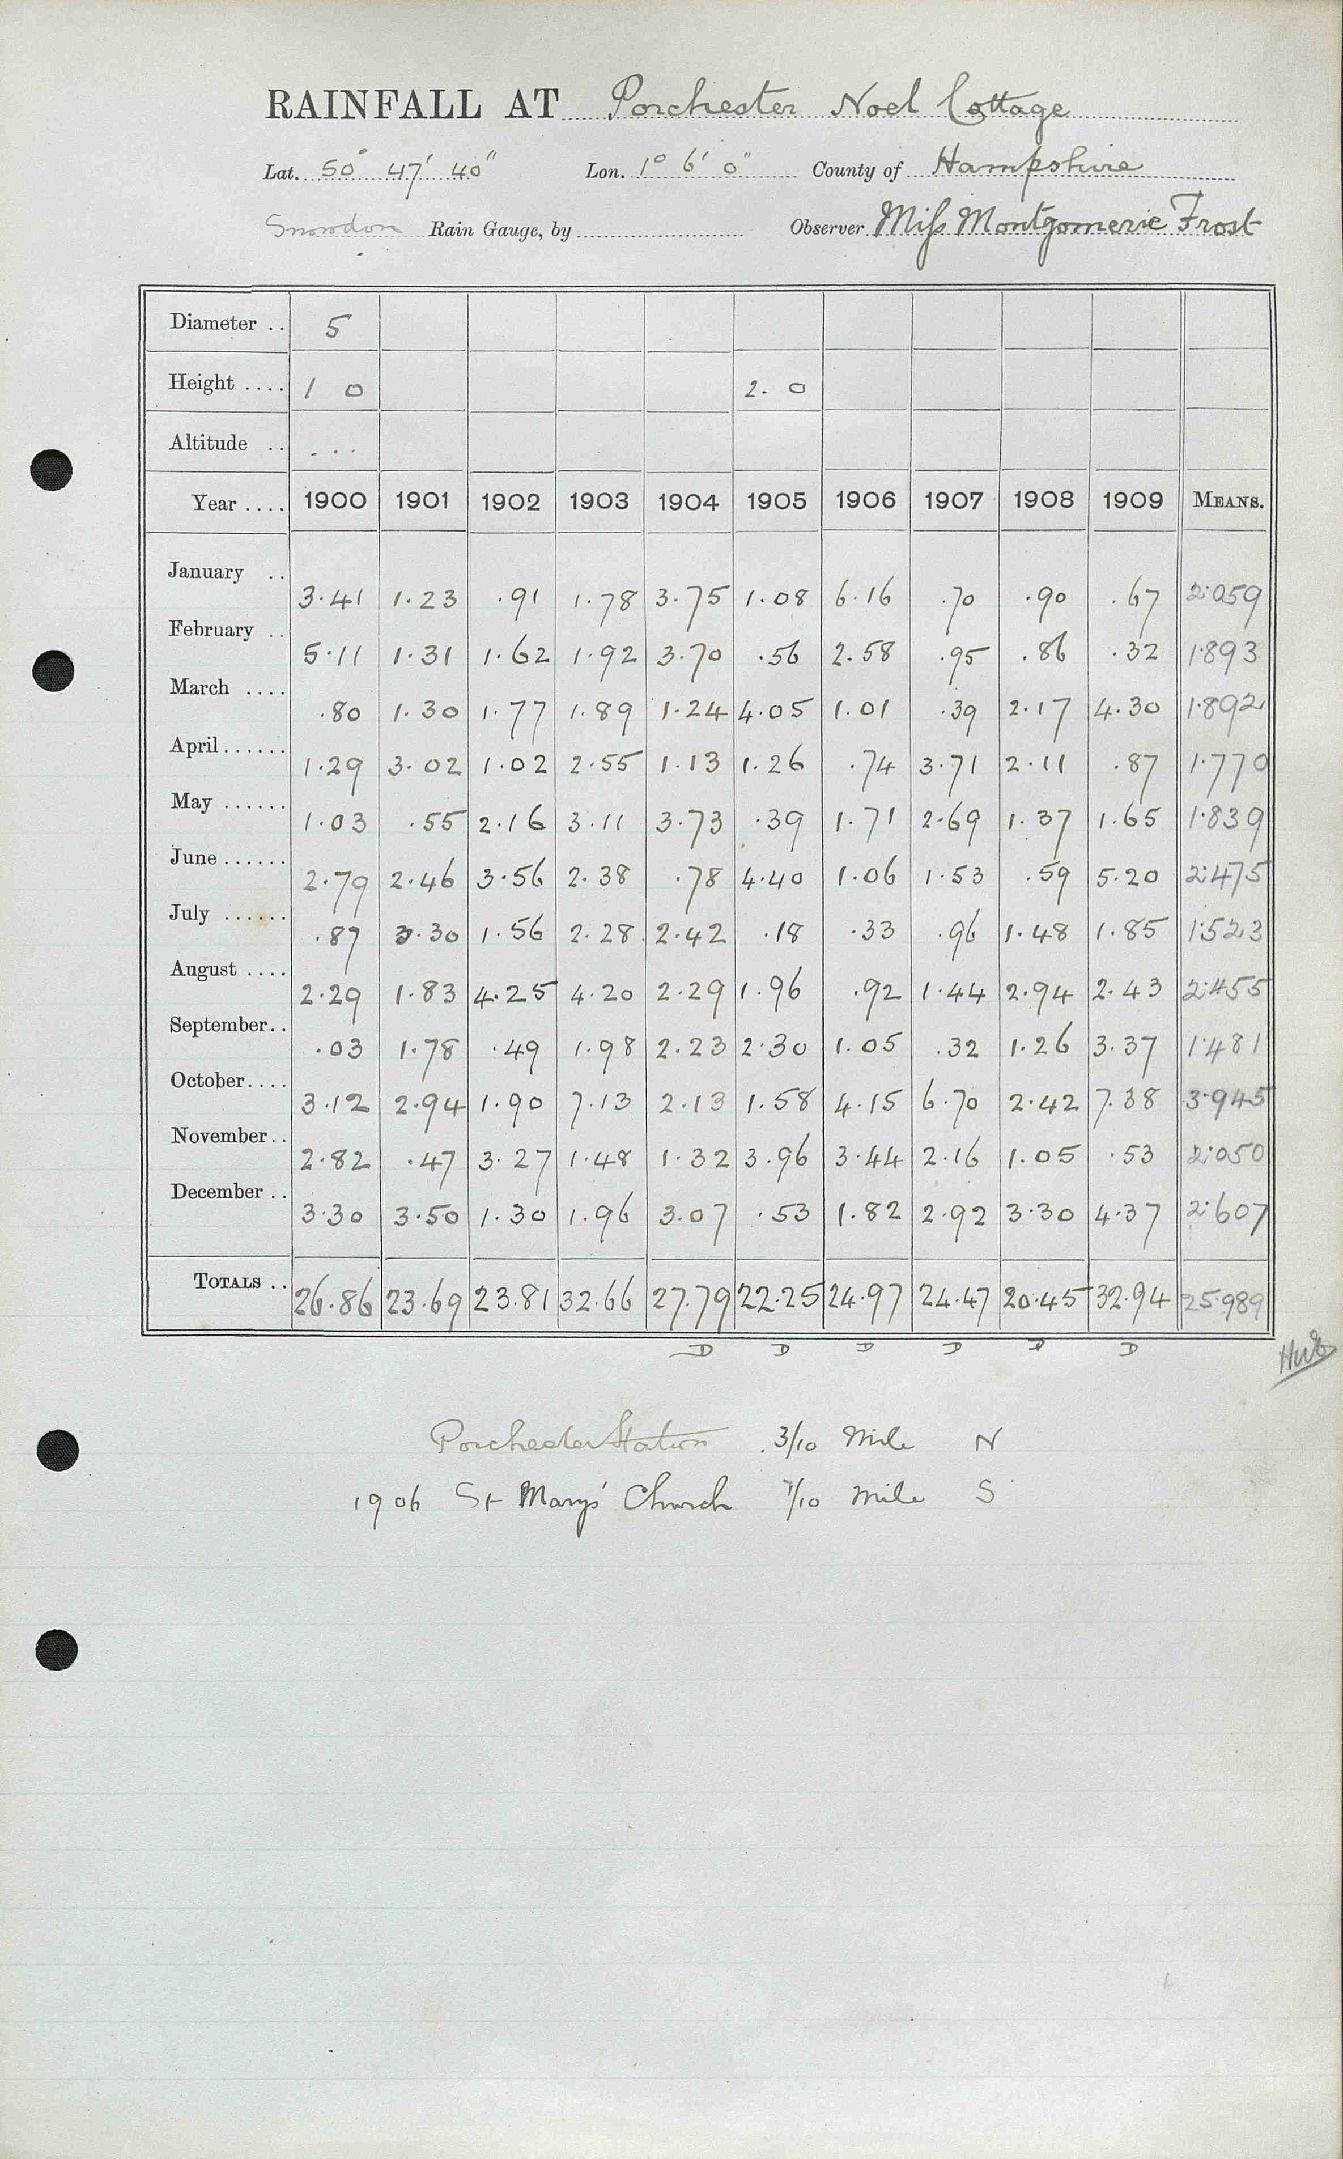 RAINFALL AT Porchester Noel Cottage
Lat. 50° 47' 40" Lon. 1° 6' 0" County of Hampshire
Snowdon Rain Gauge, by Observer Miss Montgomerie Frost
Diameter .. 5
Height .... 1 0 2. 0
Altitude .. ...
Year .... 1900 1901 1902 1903 1904 1905 1906 1907 1908 1909 MEANS.
January .. 3.41 1.23 .91 1.78 3.75 1.08 6.16 .70 .90 .67 2.059
February .. 5.11 1.31 1.62 1.92 3.70 .56 2.58 .95 .86 .32 1.893
March .... .80 1.30 1.77 1.89 1.24 4.05 1.01 .39 2.17 4.30 1.892
April ...... 1.29 3.02 1.02 2.55 1.13 1.26 .74 3.71 2.11 .87 1.770
May ...... 1.03 .55 2.16 3.11 3.73 .39 1.71 2.69 1.37 1.65 1.839
June ...... 2.79 2.46 3.56 2.38 .78 4.40 1.06 1.53 .59 5.20 2.475
July ...... .87 3.30 1.56 2.28 2.42 .18 .33 .96 1.48 1.85 1.523
August .... 2.29 1.83 4.25 4.20 2.29 1.96 .92 1.44 2.94 2.43 2.455
September.. .03 1.78 .49 1.98 2.23 2.30 1.05 .32 1.26 3.37 1.481
October.... 3.12 2.94 1.90 7.13 2.13 1.58 4.15 6.70 2.42 7.38 3.945
November.. 2.82 .47 3.27 1.48 1.32 3.96 3.44 2.16 1.05 .53 2.050
December .. 3.30 3.50 1.30 1.96 3.07 .53 1.82 2.92 3.30 4.37 2.607
TOTALS .. 26.86 23.69 23.81 32.66 27.79 22.25 24.97 24.47 20.45 32.94 25.989
D D D D D D
Porchester Station 3/10 Mile N
1906 St Mary's Church 7/10 mile S